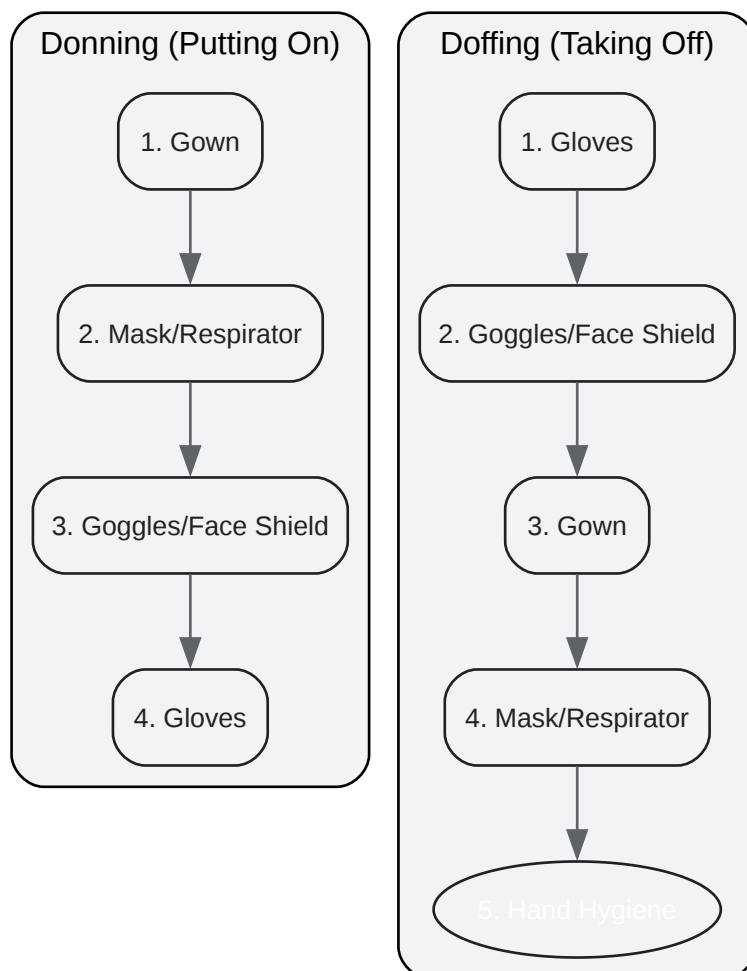 Donning (Putting On)
1. Gown
2. Mask/Respirator
3. Goggles/Face Shield
4. Gloves
Doffing (Taking Off)
1. Gloves
2. Goggles/Face Shield
3. Gown
4. Mask/Respirator
5. Hand Hygiene